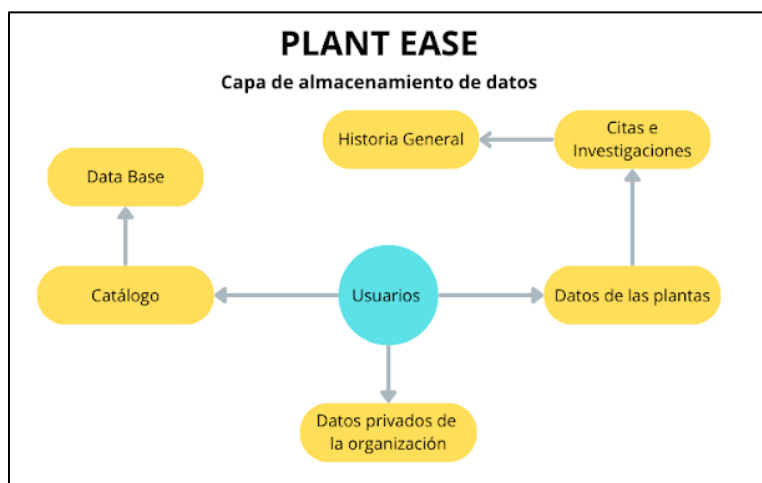 PLANT EASE
Capa de almacenamiento de datos
Historia General
Citas e
Investigaciones
Data Base
Catálogo
Usuarios
Datos de las plantas
Datos privados de
la organización